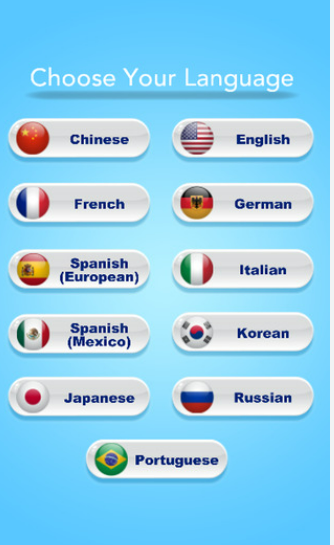 Choose Your Language
Chinese
English
French
German
Spanish
(European)
Italian
Spanish
(Mexico)
Korean
Japanese
Russian
Portuguese